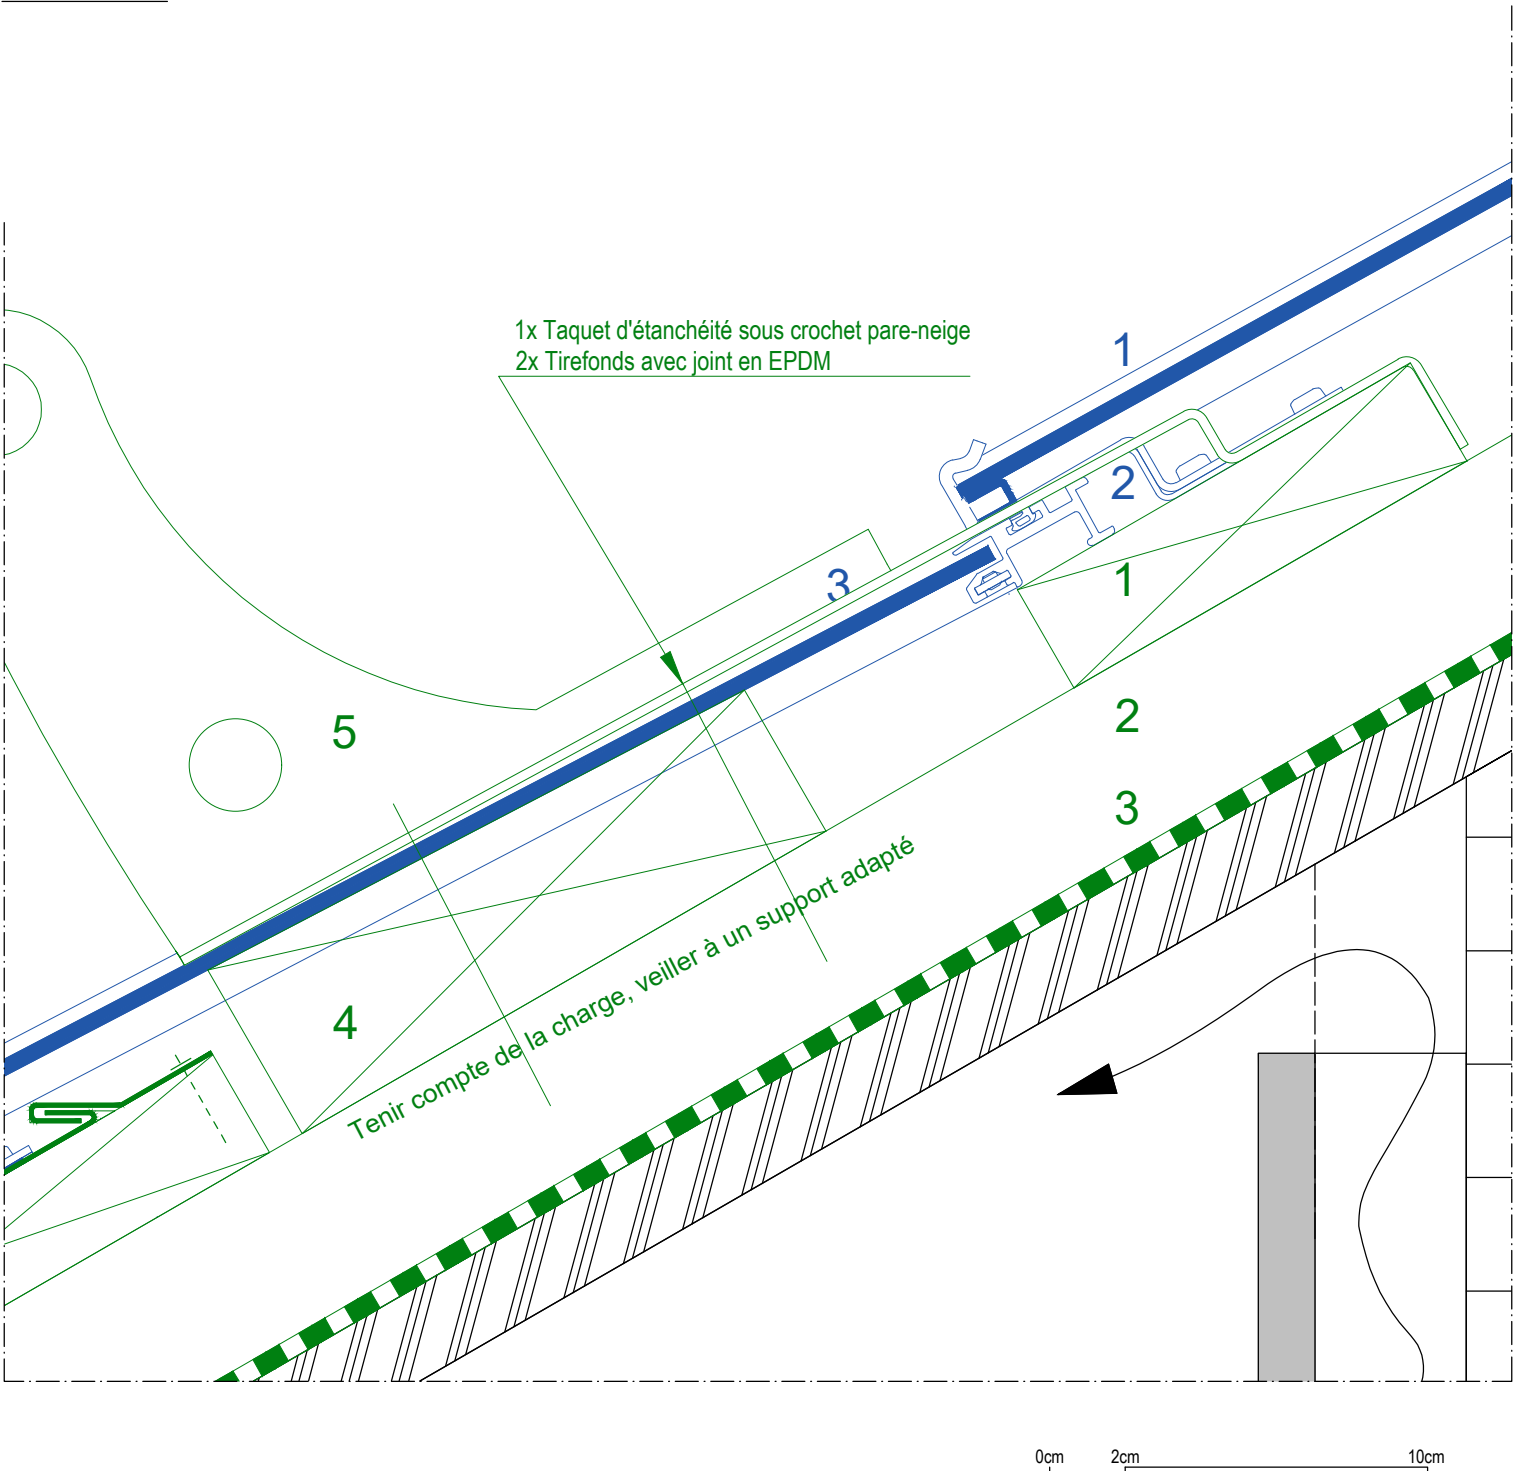 1x Taquet d'étanchéité sous crochet pare-neige
2x Tirefonds avec joint en EPDM
1
2
3
1
2
3
5
4
Tenir compte de la charge, veiller à un support adapté
0cm 2cm 10cm